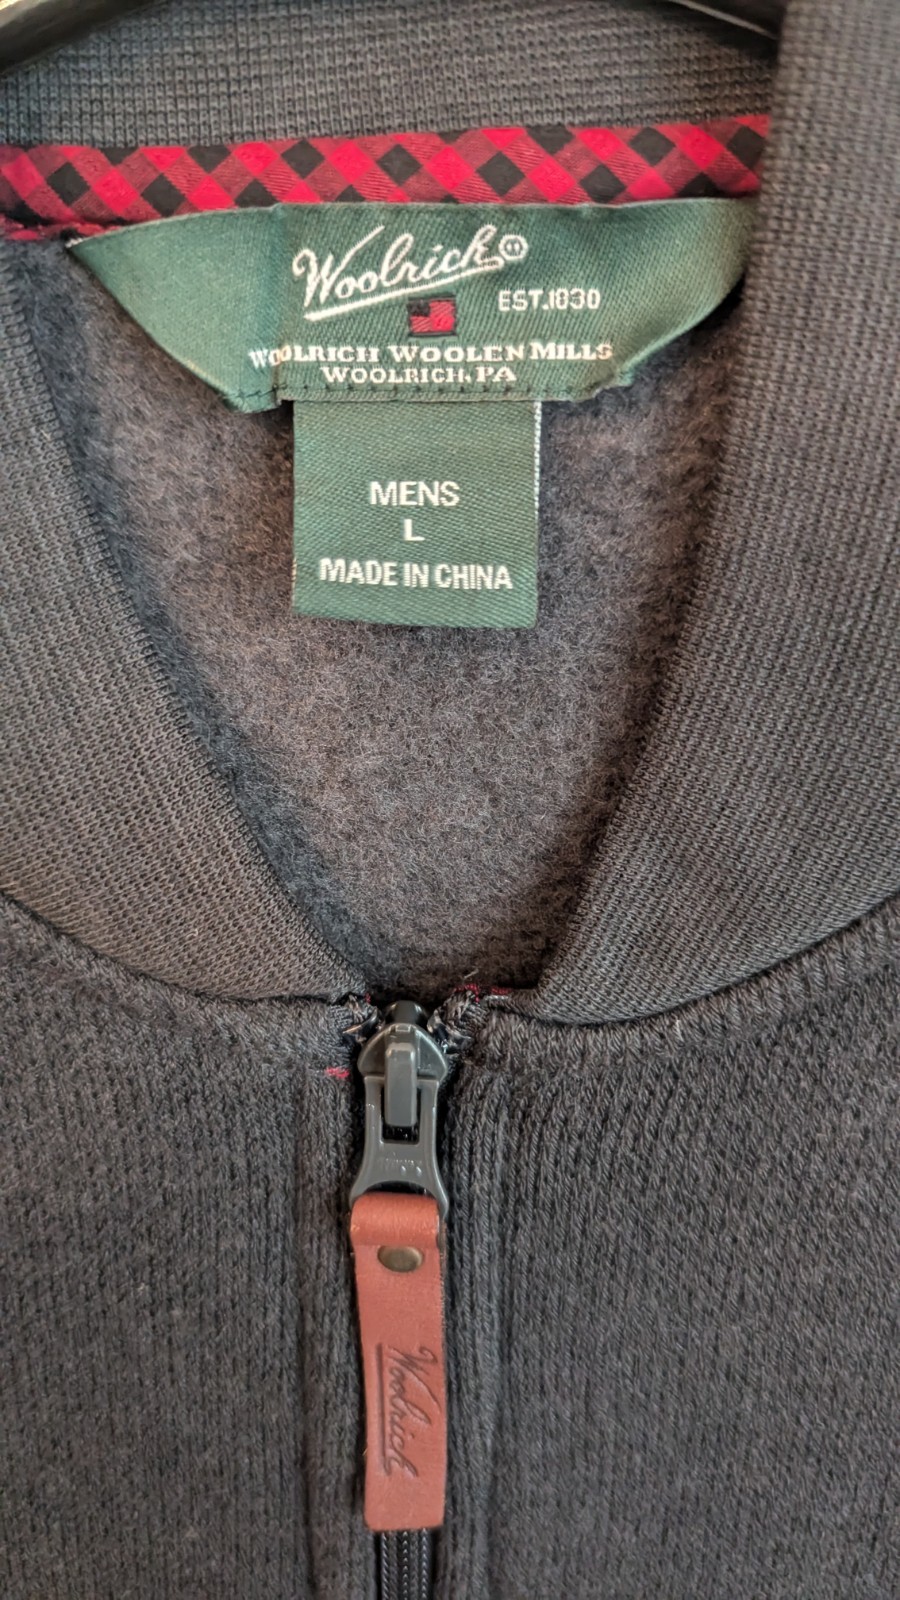 Woolrich®
EST.1830
WOOLRICH WOOLEN MILLS
WOOLRICH, PA
MENS
L
MADE IN CHINA
Woolrich